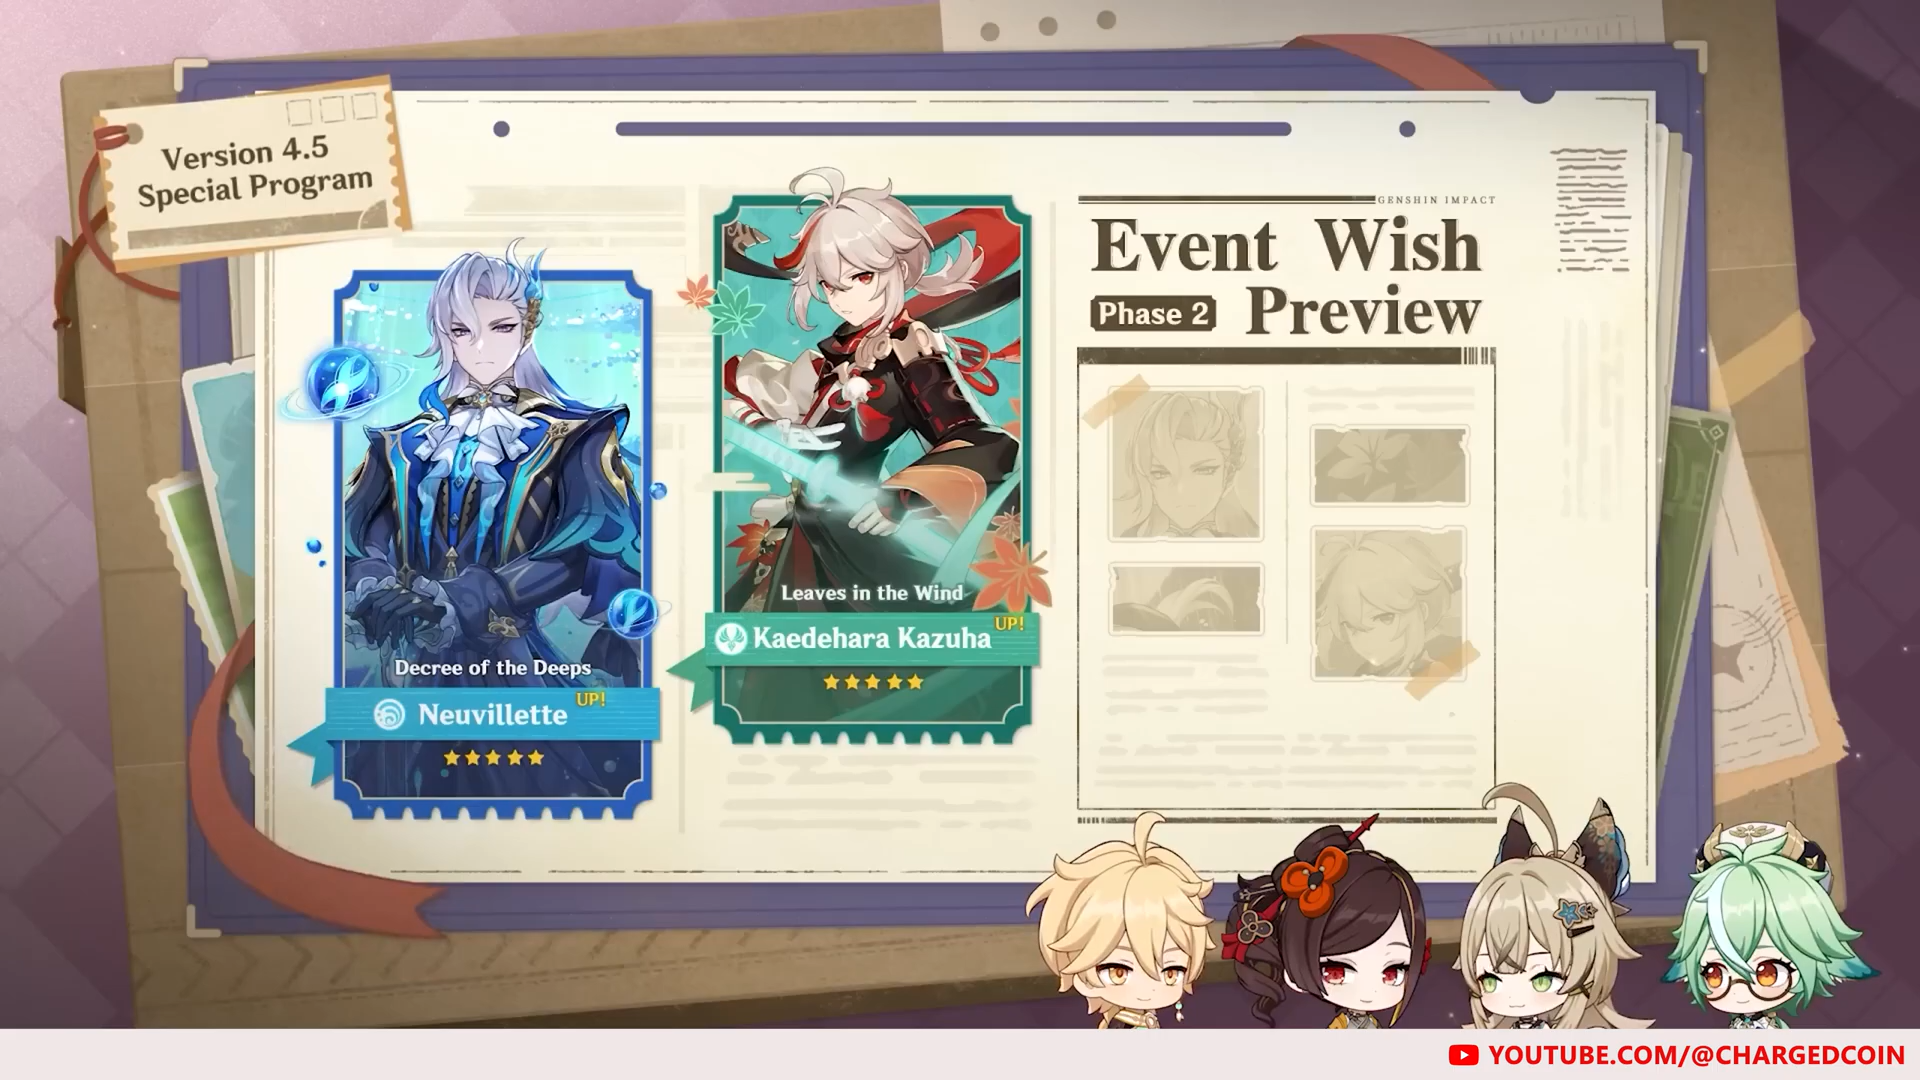 Version 4.5
Special Program
GENSHIN IMPACT
Event Wish
Phase 2 Preview
Leaves in the Wind
Kaedehara Kazuha UP!
Decree of the Deeps
Neuvillette UP!
YOUTUBE.COM/@CHARGEDCOIN